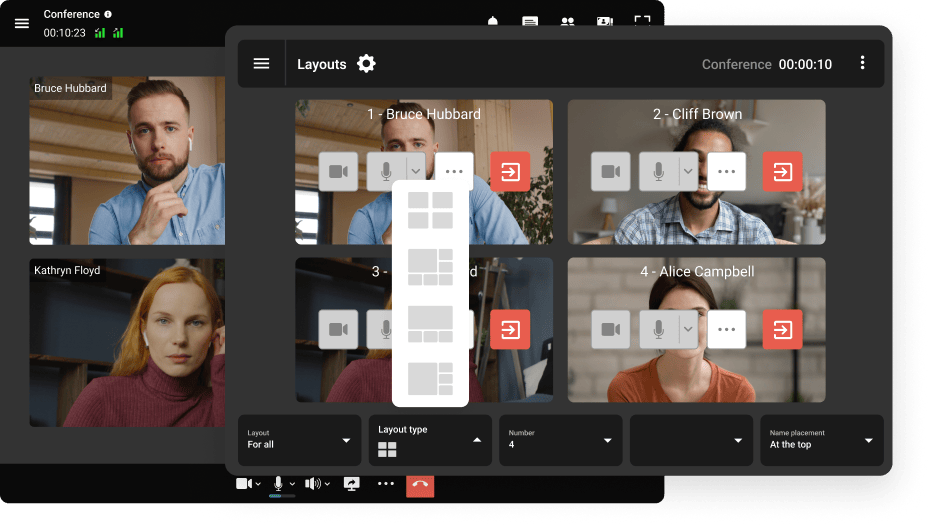 Conference
00:10:23
Bruce Hubbard
Kathryn Floyd
Layouts
Conference 00:00:10
1 - Bruce Hubbard
2 - Cliff Brown
3 -
4 - Alice Campbell
Layout
For all
Layout type
Number
4
Name placement
At the top